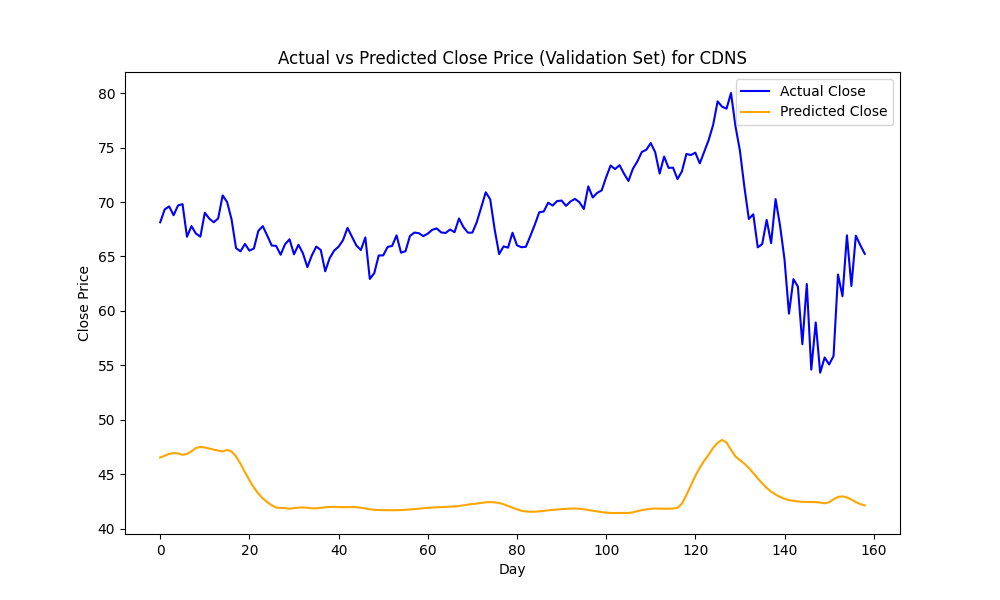 Actual vs Predicted Close Price (Validation Set) for CDNS
Actual Close
Predicted Close
Close Price
80
75
70
65
60
55
50
45
40
0 20 40 60 80 100 120 140 160
Day